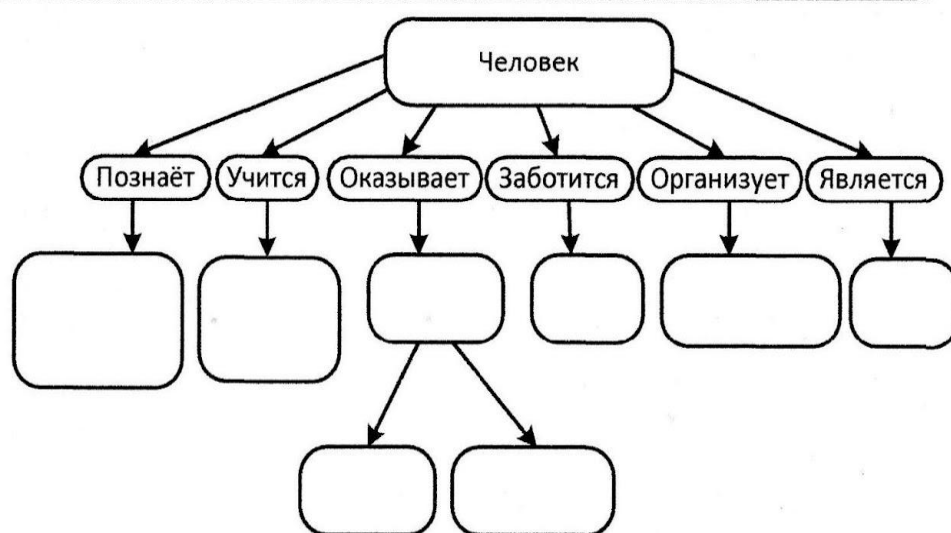 Человек
Познаёт Учится Оказывает Заботится Организует Является